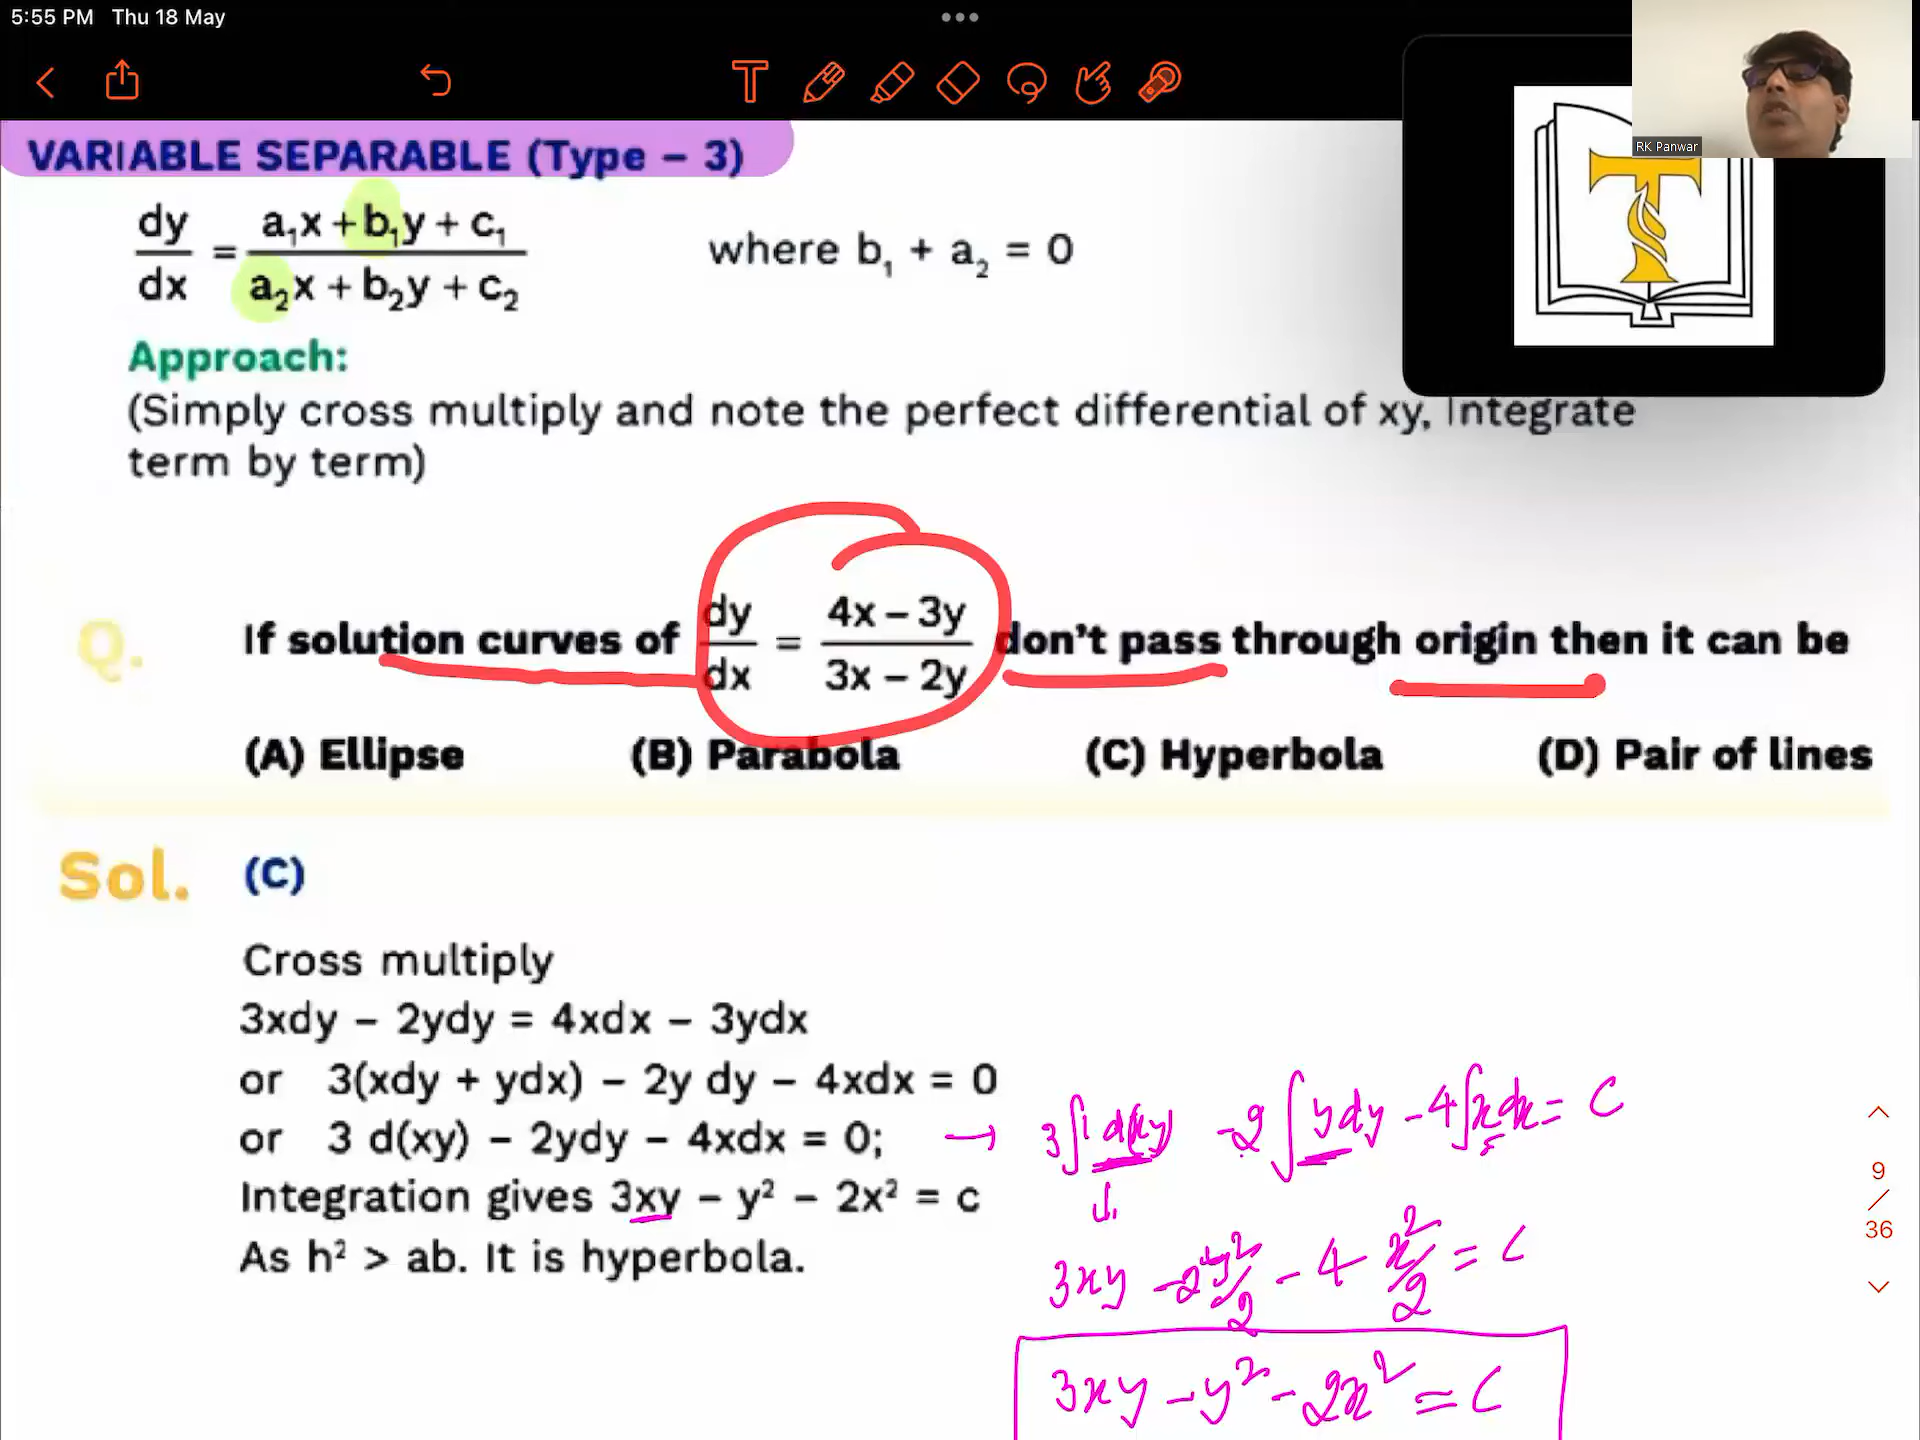 5:55 PM Thu 18 May
RK Panwar
VARIABLE SEPARABLE (Type – 3)
dy/dx = (a₁x + b₁y + c₁)/(a₂x + b₂y + c₂) where b₁ + a₂ = 0
Approach:
(Simply cross multiply and note the perfect differential of xy, Integrate
term by term)
Q. If solution curves of dy/dx = (4x – 3y)/(3x – 2y) don't pass through origin then it can be
(A) Ellipse (B) Parabola (C) Hyperbola (D) Pair of lines
Sol. (C)
Cross multiply
3xdy – 2ydy = 4xdx – 3ydx
or 3(xdy + ydx) – 2y dy – 4xdx = 0
or 3 d(xy) – 2ydy – 4xdx = 0; → 3∫1 d(xy) -2∫ydy - 4∫xdx = C
Integration gives 3xy – y² – 2x² = c
As h² > ab. It is hyperbola.
3xy - 2y²/2 - 4 x²/2 = C
3xy - y² - 2x² = C
9
/
36